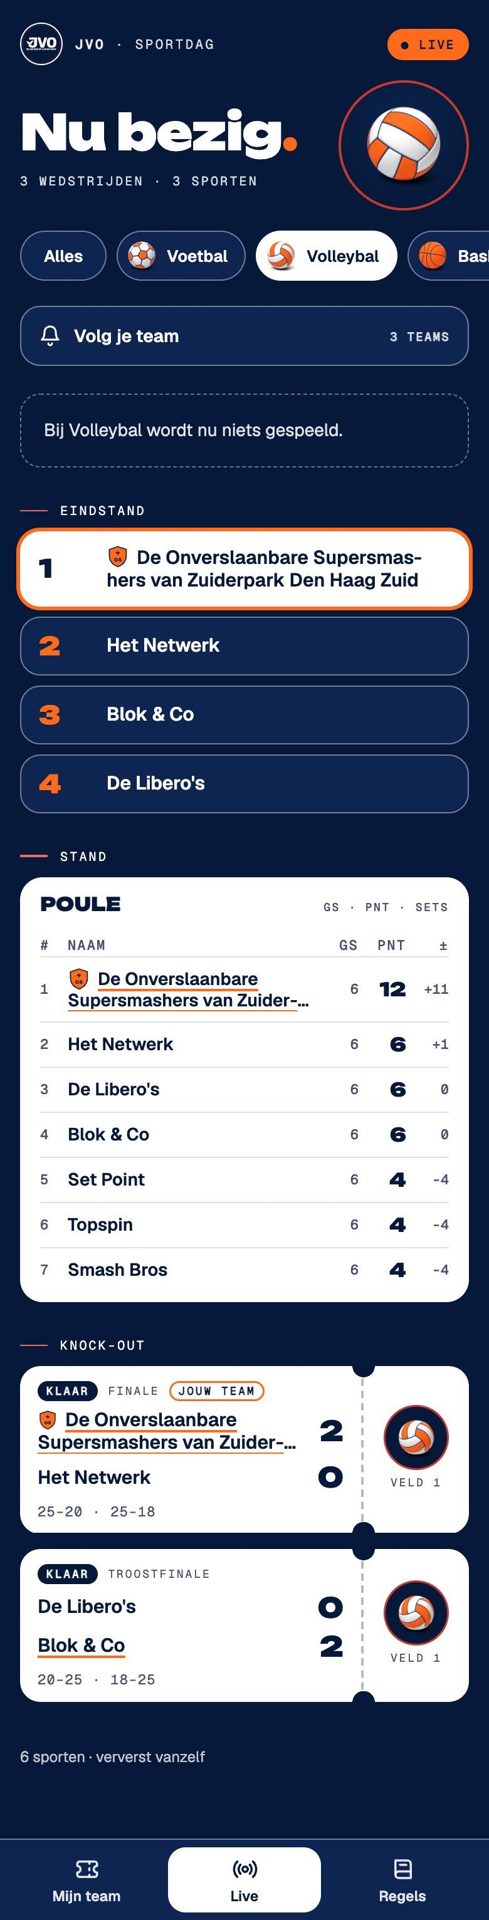 JVO
JVO · SPORTDAG
● LIVE
Nu bezig.
3 WEDSTRIJDEN · 3 SPORTEN
Alles
Voetbal
Volleybal
Bask
Volg je team
3 TEAMS
Bij Volleybal wordt nu niets gespeeld.
EINDSTAND
1 De Onverslaanbare Supersmas-
hers van Zuiderpark Den Haag Zuid
2 Het Netwerk
3 Blok & Co
4 De Libero's
STAND
POULE
GS · PNT · SETS
# NAAM GS PNT ±
1 De Onverslaanbare
Supersmashers van Zuider-... 6 12 +11
2 Het Netwerk 6 6 +1
3 De Libero's 6 6 0
4 Blok & Co 6 6 0
5 Set Point 6 4 -4
6 Topspin 6 4 -4
7 Smash Bros 6 4 -4
KNOCK-OUT
KLAAR FINALE JOUW TEAM
De Onverslaanbare
Supersmashers van Zuider-... 2
Het Netwerk 0
25–20 · 25–18
VELD 1
KLAAR TROOSTFINALE
De Libero's 0
Blok & Co 2
20–25 · 18–25
VELD 1
6 sporten · ververst vanzelf
Mijn team
Live
Regels